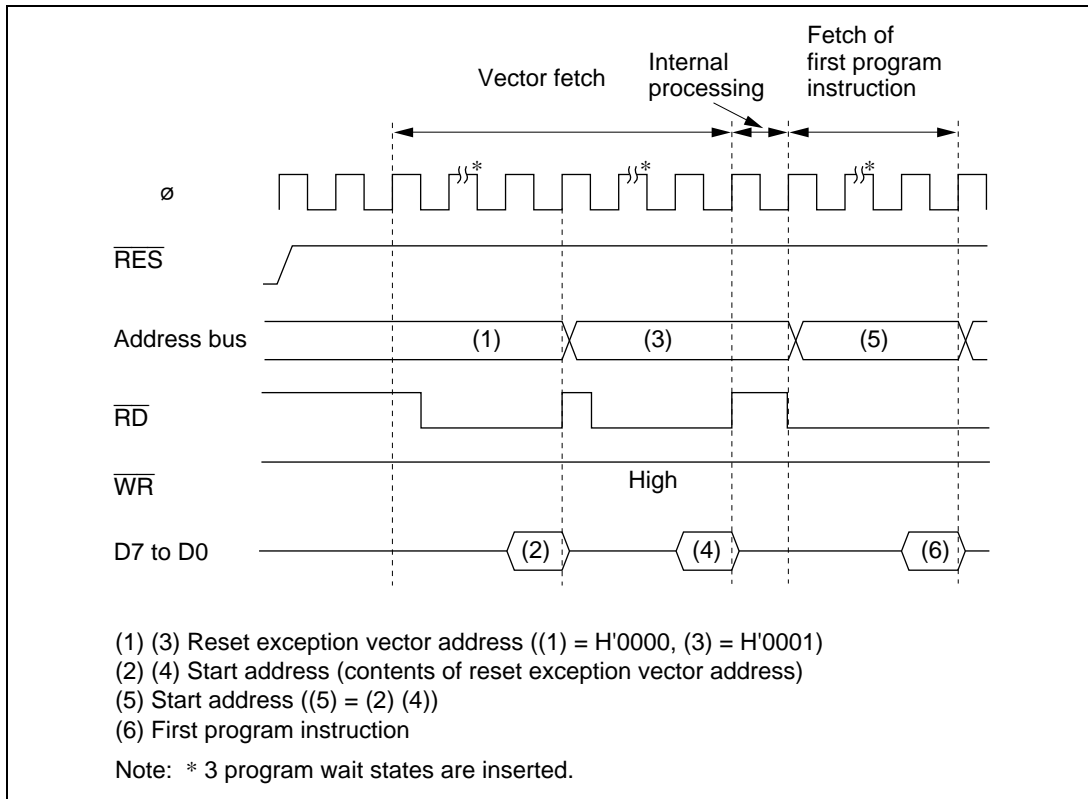 Vector fetch
Internal
processing
Fetch of
first program
instruction
ø
*
*
*
RES
Address bus
(1)
(3)
(5)
RD
WR
High
D7 to D0
(2)
(4)
(6)
(1) (3) Reset exception vector address ((1) = H'0000, (3) = H'0001)
(2) (4) Start address (contents of reset exception vector address)
(5) Start address ((5) = (2) (4))
(6) First program instruction
Note: * 3 program wait states are inserted.